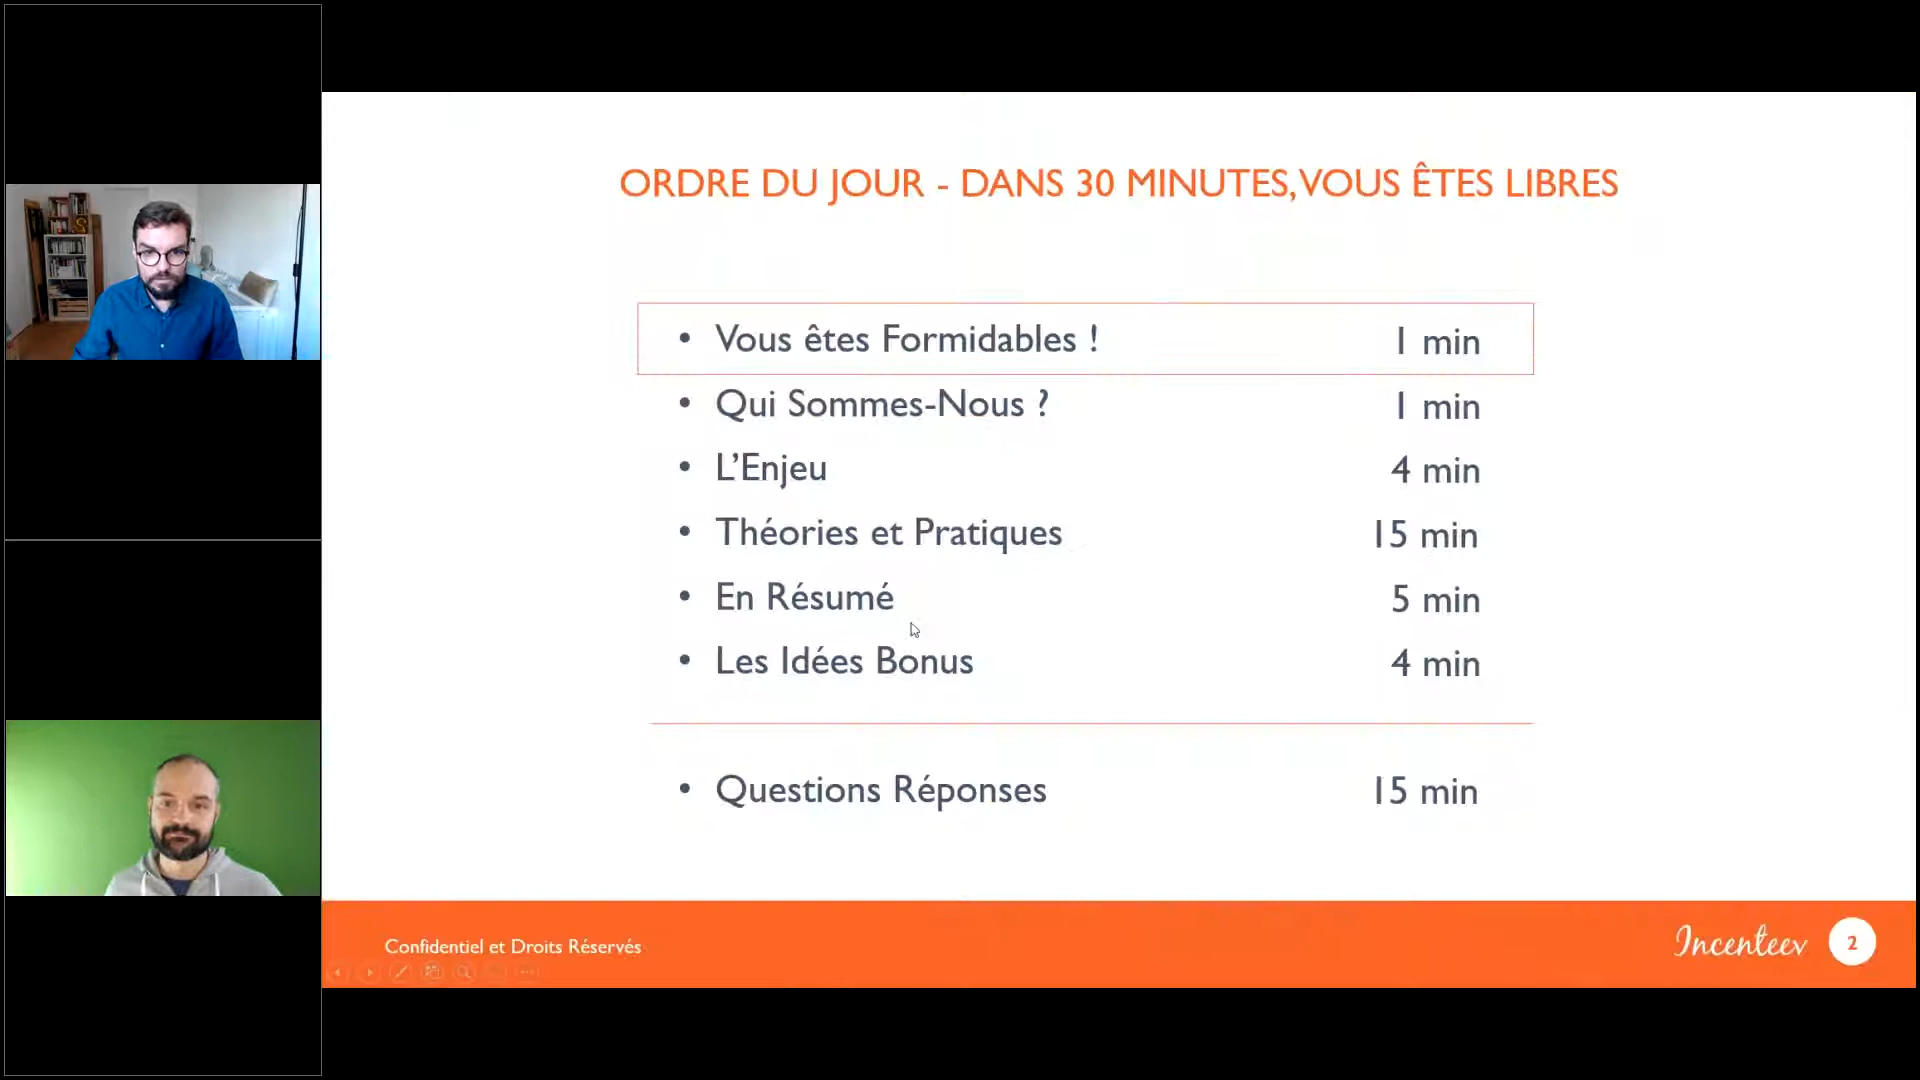 ORDRE DU JOUR - DANS 30 MINUTES, VOUS ÊTES LIBRES
• Vous êtes Formidables ! 1 min
• Qui Sommes-Nous ? 1 min
• L’Enjeu 4 min
• Théories et Pratiques 15 min
• En Résumé 5 min
• Les Idées Bonus 4 min
• Questions Réponses 15 min
Confidentiel et Droits Réservés
Incenteev 2